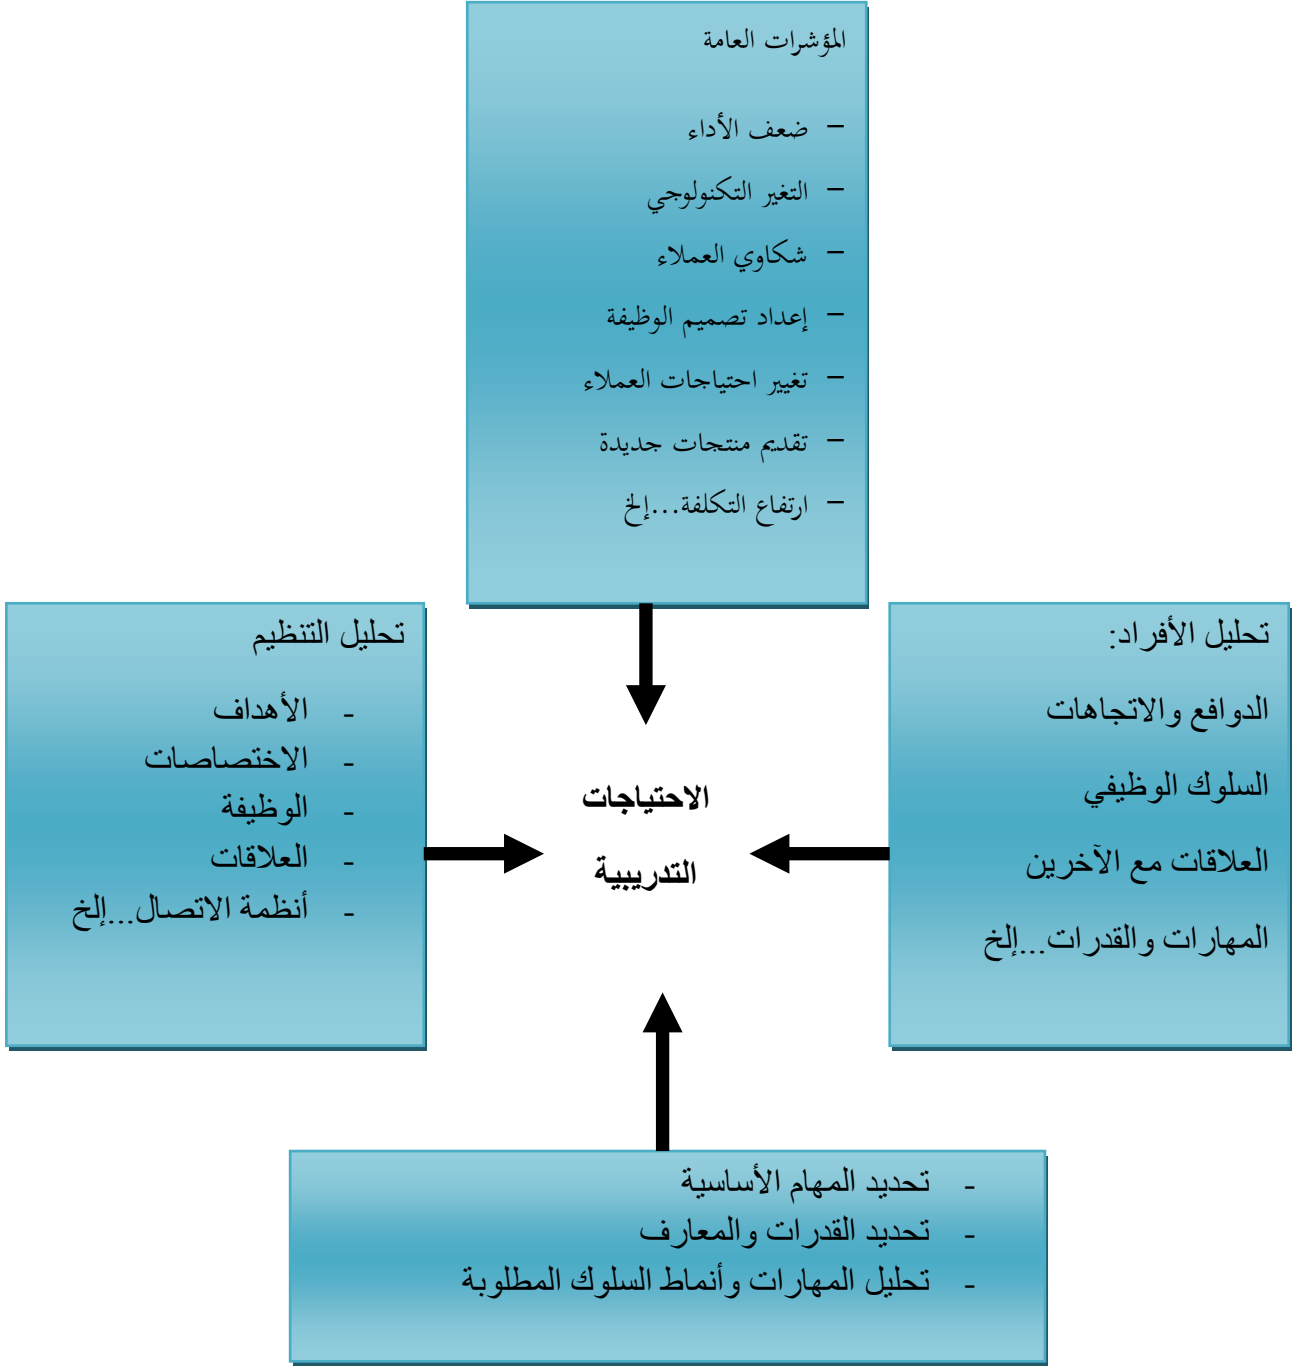 المؤشرات العامة
– ضعف الأداء
– التغير التكنولوجي
– شكاوي العملاء
– إعداد تصميم الوظيفة
– تغيير احتياجات العملاء
– تقديم منتجات جديدة
– ارتفاع التكلفة...إلخ
تحليل الأفراد:
الدوافع والاتجاهات
السلوك الوظيفي
العلاقات مع الآخرين
المهارات والقدرات...إلخ
الاحتياجات
التدريبية
تحليل التنظيم
- الأهداف
- الاختصاصات
- الوظيفة
- العلاقات
- أنظمة الاتصال...إلخ
- تحديد المهام الأساسية
- تحديد القدرات والمعارف
- تحليل المهارات وأنماط السلوك المطلوبة